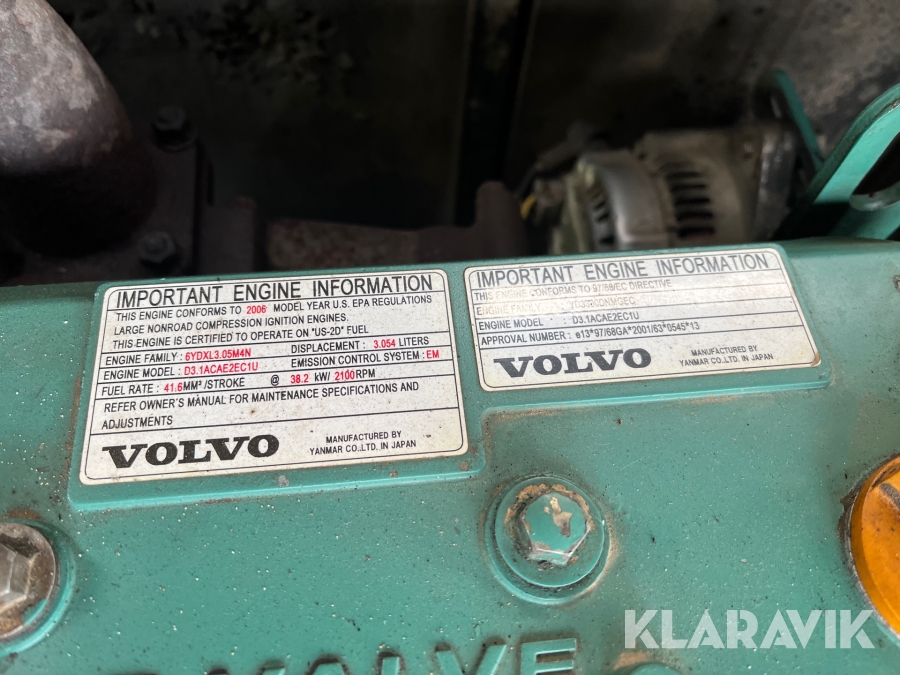 IMPORTANT ENGINE INFORMATION
THIS ENGINE CONFORMS TO 2006 MODEL YEAR U.S. EPA REGULATIONS
LARGE NONROAD COMPRESSION IGNITION ENGINES.
THIS ENGINE IS CERTIFIED TO OPERATE ON "US-2D" FUEL
ENGINE FAMILY : 6YDXL3.05M4N DISPLACEMENT : 3.054 LITERS
ENGINE MODEL : D3.1ACAE2EC1U EMISSION CONTROL SYSTEM : EM
FUEL RATE : 41.6MM³/STROKE @ 38.2 kW/ 2100RPM
REFER OWNER'S MANUAL FOR MAINTENANCE SPECIFICATIONS AND
ADJUSTMENTS
VOLVO MANUFACTURED BY
YANMAR CO.,LTD. IN JAPAN
IMPORTANT ENGINE INFORMATION
THIS ENGINE CONFORMS TO 97/68/EC DIRECTIVE
ENGINE FAMILY
ENGINE MODEL : D3.1ACAE2EC1U
APPROVAL NUMBER : e13*97/68GA*2001/63*0545*13
VOLVO MANUFACTURED BY
YANMAR CO.,LTD. IN JAPAN
VALVE
KLARAVIK